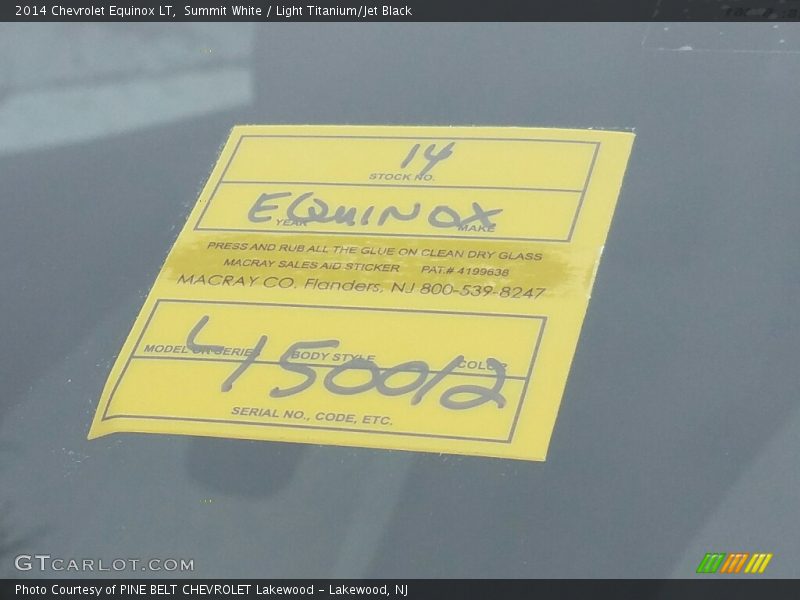 2014 Chevrolet Equinox LT,  Summit White / Light Titanium/Jet Black
14
STOCK NO.
EQUINOX
YEAR MAKE
PRESS AND RUB ALL THE GLUE ON CLEAN DRY GLASS
MACRAY SALES AID STICKER PAT.# 4199638
MACRAY CO. Flanders, NJ 800-539-8247
MODEL OR SERIES BODY STYLE COLOR
L150012
SERIAL NO., CODE, ETC.
GTCARLOT.COM
Photo Courtesy of PINE BELT CHEVROLET Lakewood - Lakewood, NJ